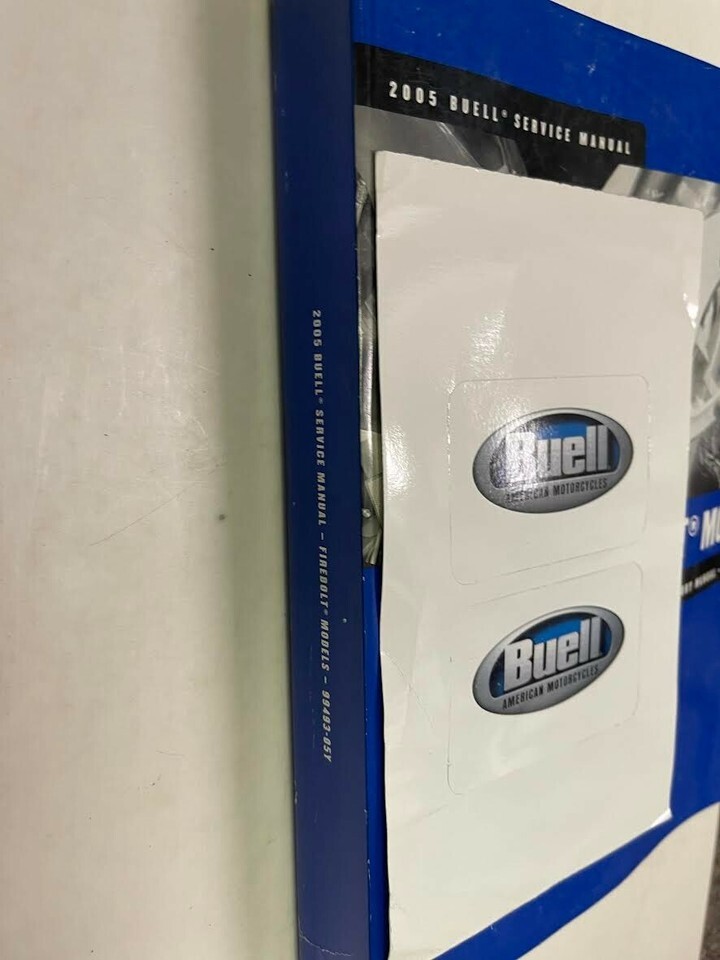 2005 BUELL® SERVICE MANUAL
2005 BUELL® SERVICE MANUAL – FIREBOLT® MODELS – 99493-05Y
Buell
AMERICAN MOTORCYCLES
Buell
AMERICAN MOTORCYCLES